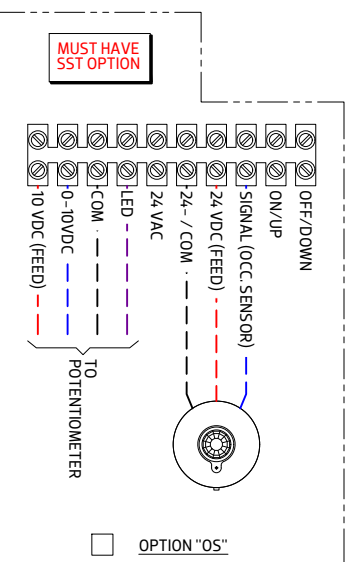 MUST HAVE
SST OPTION
10 VDC (FEED)
0-10VDC
COM
LED
24 VAC
24- / COM
24 VDC (FEED)
SIGNAL (OCC. SENSOR)
ON/UP
OFF/DOWN
TO
POTENTIOMETER
OPTION "OS"